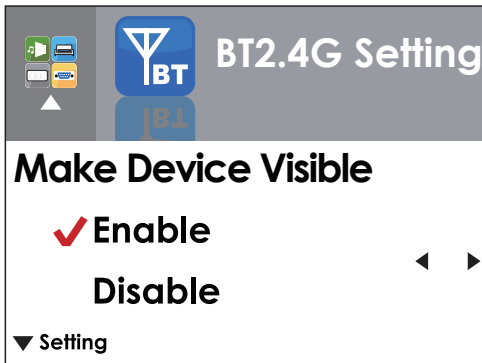 BT
BT2.4G Setting
Make Device Visible
Enable
Disable
Setting